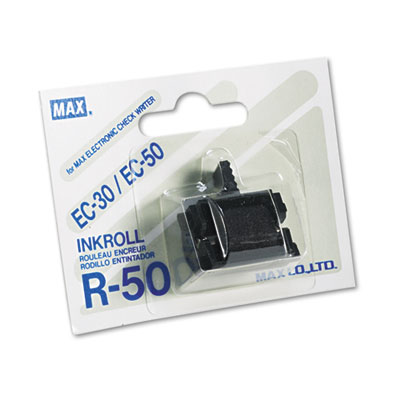 MAX
for MAX ELECTRONIC CHECK WRITER
EC-30 / EC-50
INKROLL
ROULEAU ENCREUR
RODILLO ENTINTADOR
R-50
MAX CO.,LTD.